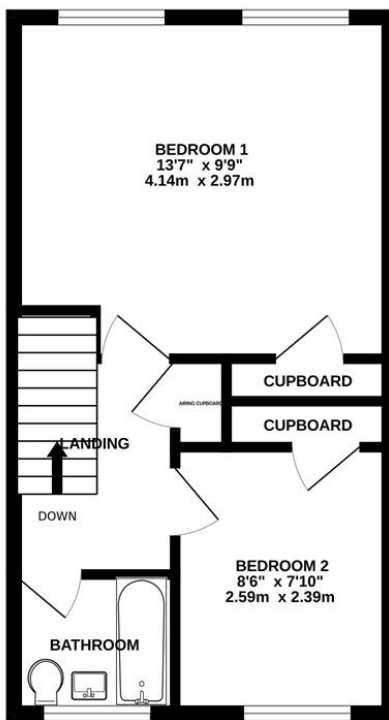 BEDROOM 1
13'7" x 9'9"
4.14m x 2.97m
CUPBOARD
AIRING CUPBOARD
CUPBOARD
LANDING
DOWN
BEDROOM 2
8'6" x 7'10"
2.59m x 2.39m
BATHROOM